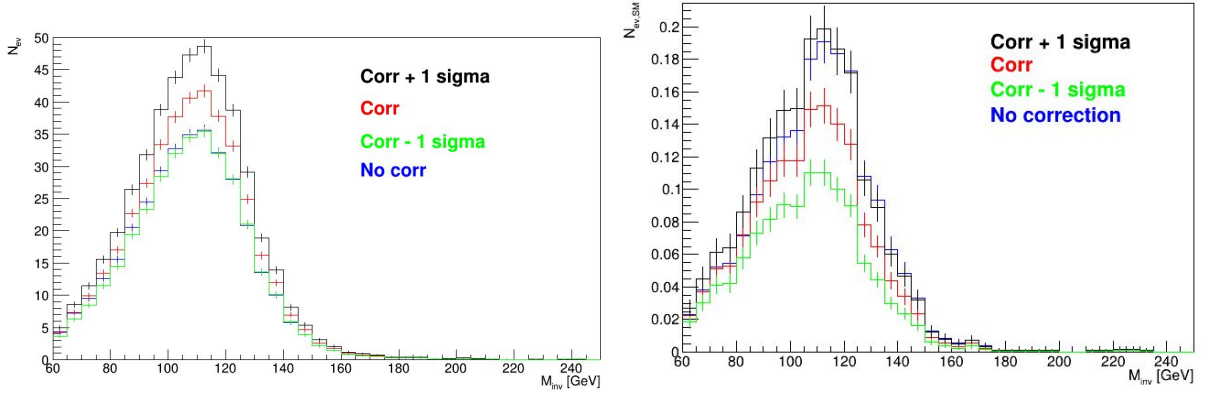 N_ev
50
45
40
35
30
25
20
15
10
5
0
60 80 100 120 140 160 180 200 220 240
M_inv [GeV]
Corr + 1 sigma
Corr
Corr - 1 sigma
No corr
N_ev,SM
0.2
0.18
0.16
0.14
0.12
0.1
0.08
0.06
0.04
0.02
0
60 80 100 120 140 160 180 200 220 240
M_inv [GeV]
Corr + 1 sigma
Corr
Corr - 1 sigma
No correction